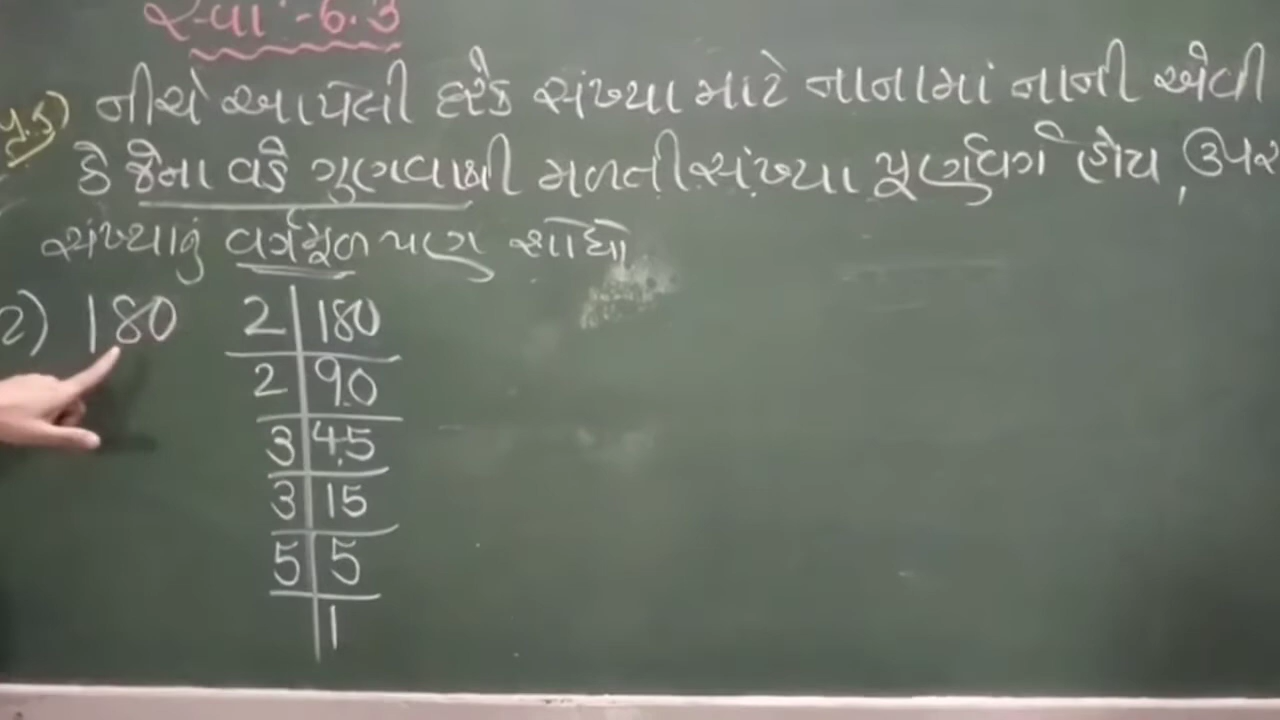 સ્વા :- 6.3
પ્ર.5) નીચે આપેલી દરેક સંખ્યા માટે નાનામાં નાની એવી
કે જેના વડે ગુણવાથી મળતી સંખ્યા પૂર્ણવર્ગ હોય, ઉપર
સંખ્યાનું વર્ગમૂળ પણ શોધો
2) 180
2 | 180
2 | 90
3 | 45
3 | 15
5 | 5
| 1